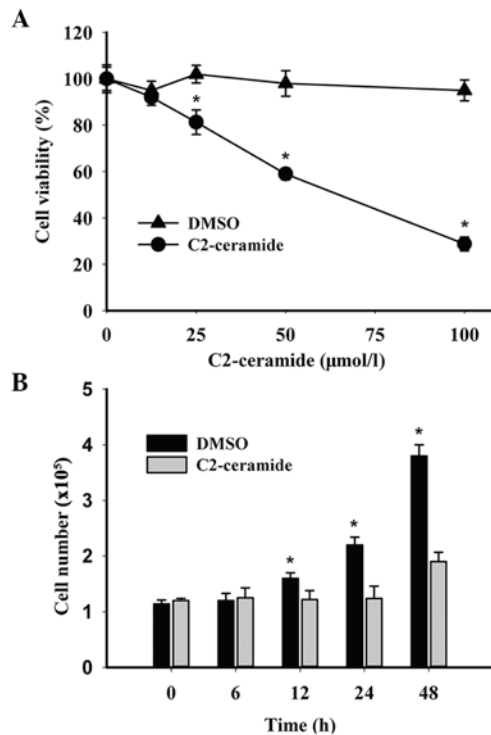 A
120
100
80
60
40
20
0
Cell viability (%)
*
*
*
DMSO
C2-ceramide
0
25
50
75
100
C2-ceramide (μmol/l)
B
5
4
3
2
1
0
Cell number (x10⁵)
DMSO
C2-ceramide
*
*
*
0
6
12
24
48
Time (h)